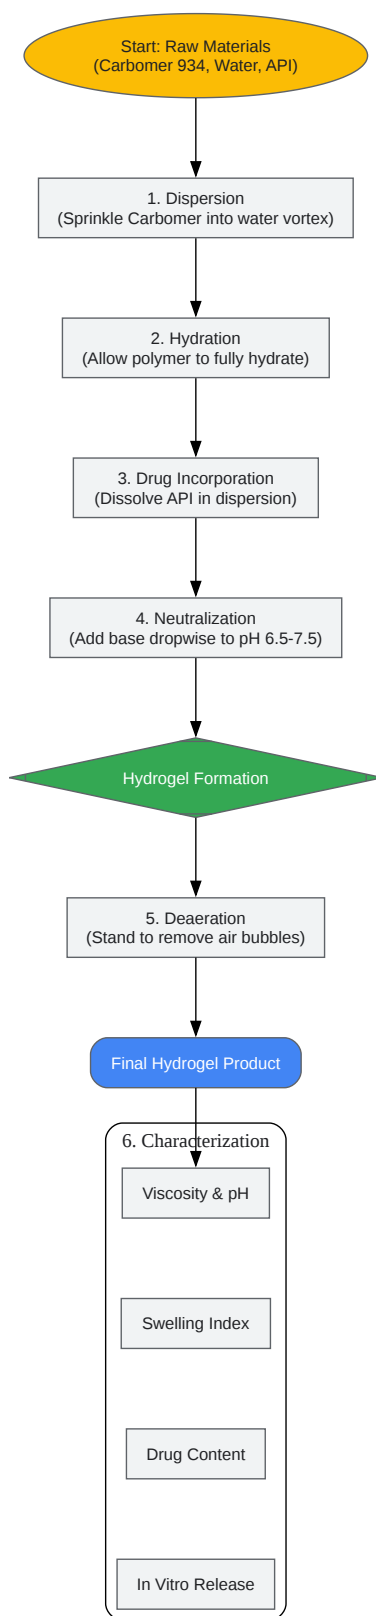 Start: Raw Materials
(Carbomer 934, Water, API)
1. Dispersion
(Sprinkle Carbomer into water vortex)
2. Hydration
(Allow polymer to fully hydrate)
3. Drug Incorporation
(Dissolve API in dispersion)
4. Neutralization
(Add base dropwise to pH 6.5-7.5)
Hydrogel Formation
5. Deaeration
(Stand to remove air bubbles)
Final Hydrogel Product
6. Characterization
Viscosity & pH
Swelling Index
Drug Content
In Vitro Release